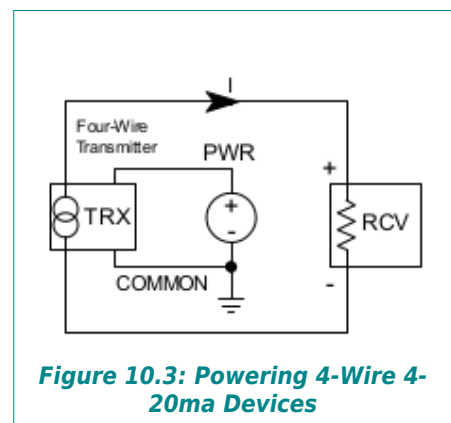 I
Four-Wire
Transmitter
PWR
+
TRX
+
-
RCV
COMMON
-
Figure 10.3: Powering 4-Wire 4-
20ma Devices